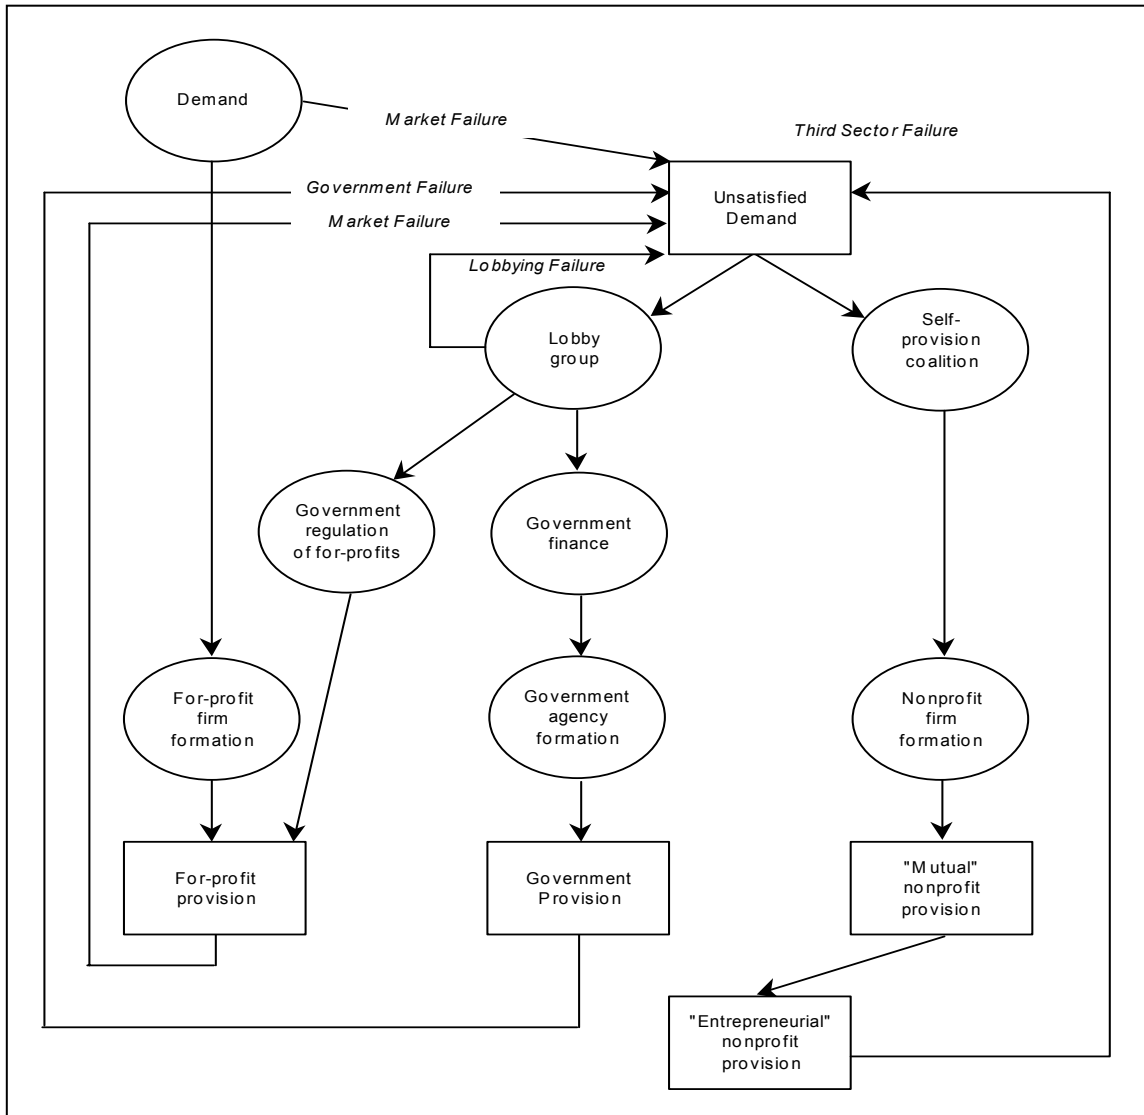 Demand
Market Failure
Third Sector Failure
Government Failure
Market Failure
Unsatisfied
Demand
Lobbying Failure
Lobby
group
Self-
provision
coalition
Government
regulation
of for-profits
Government
finance
For-profit
firm
formation
Government
agency
formation
Nonprofit
firm
formation
For-profit
provision
Government
Provision
"Mutual"
nonprofit
provision
"Entrepreneurial"
nonprofit
provision